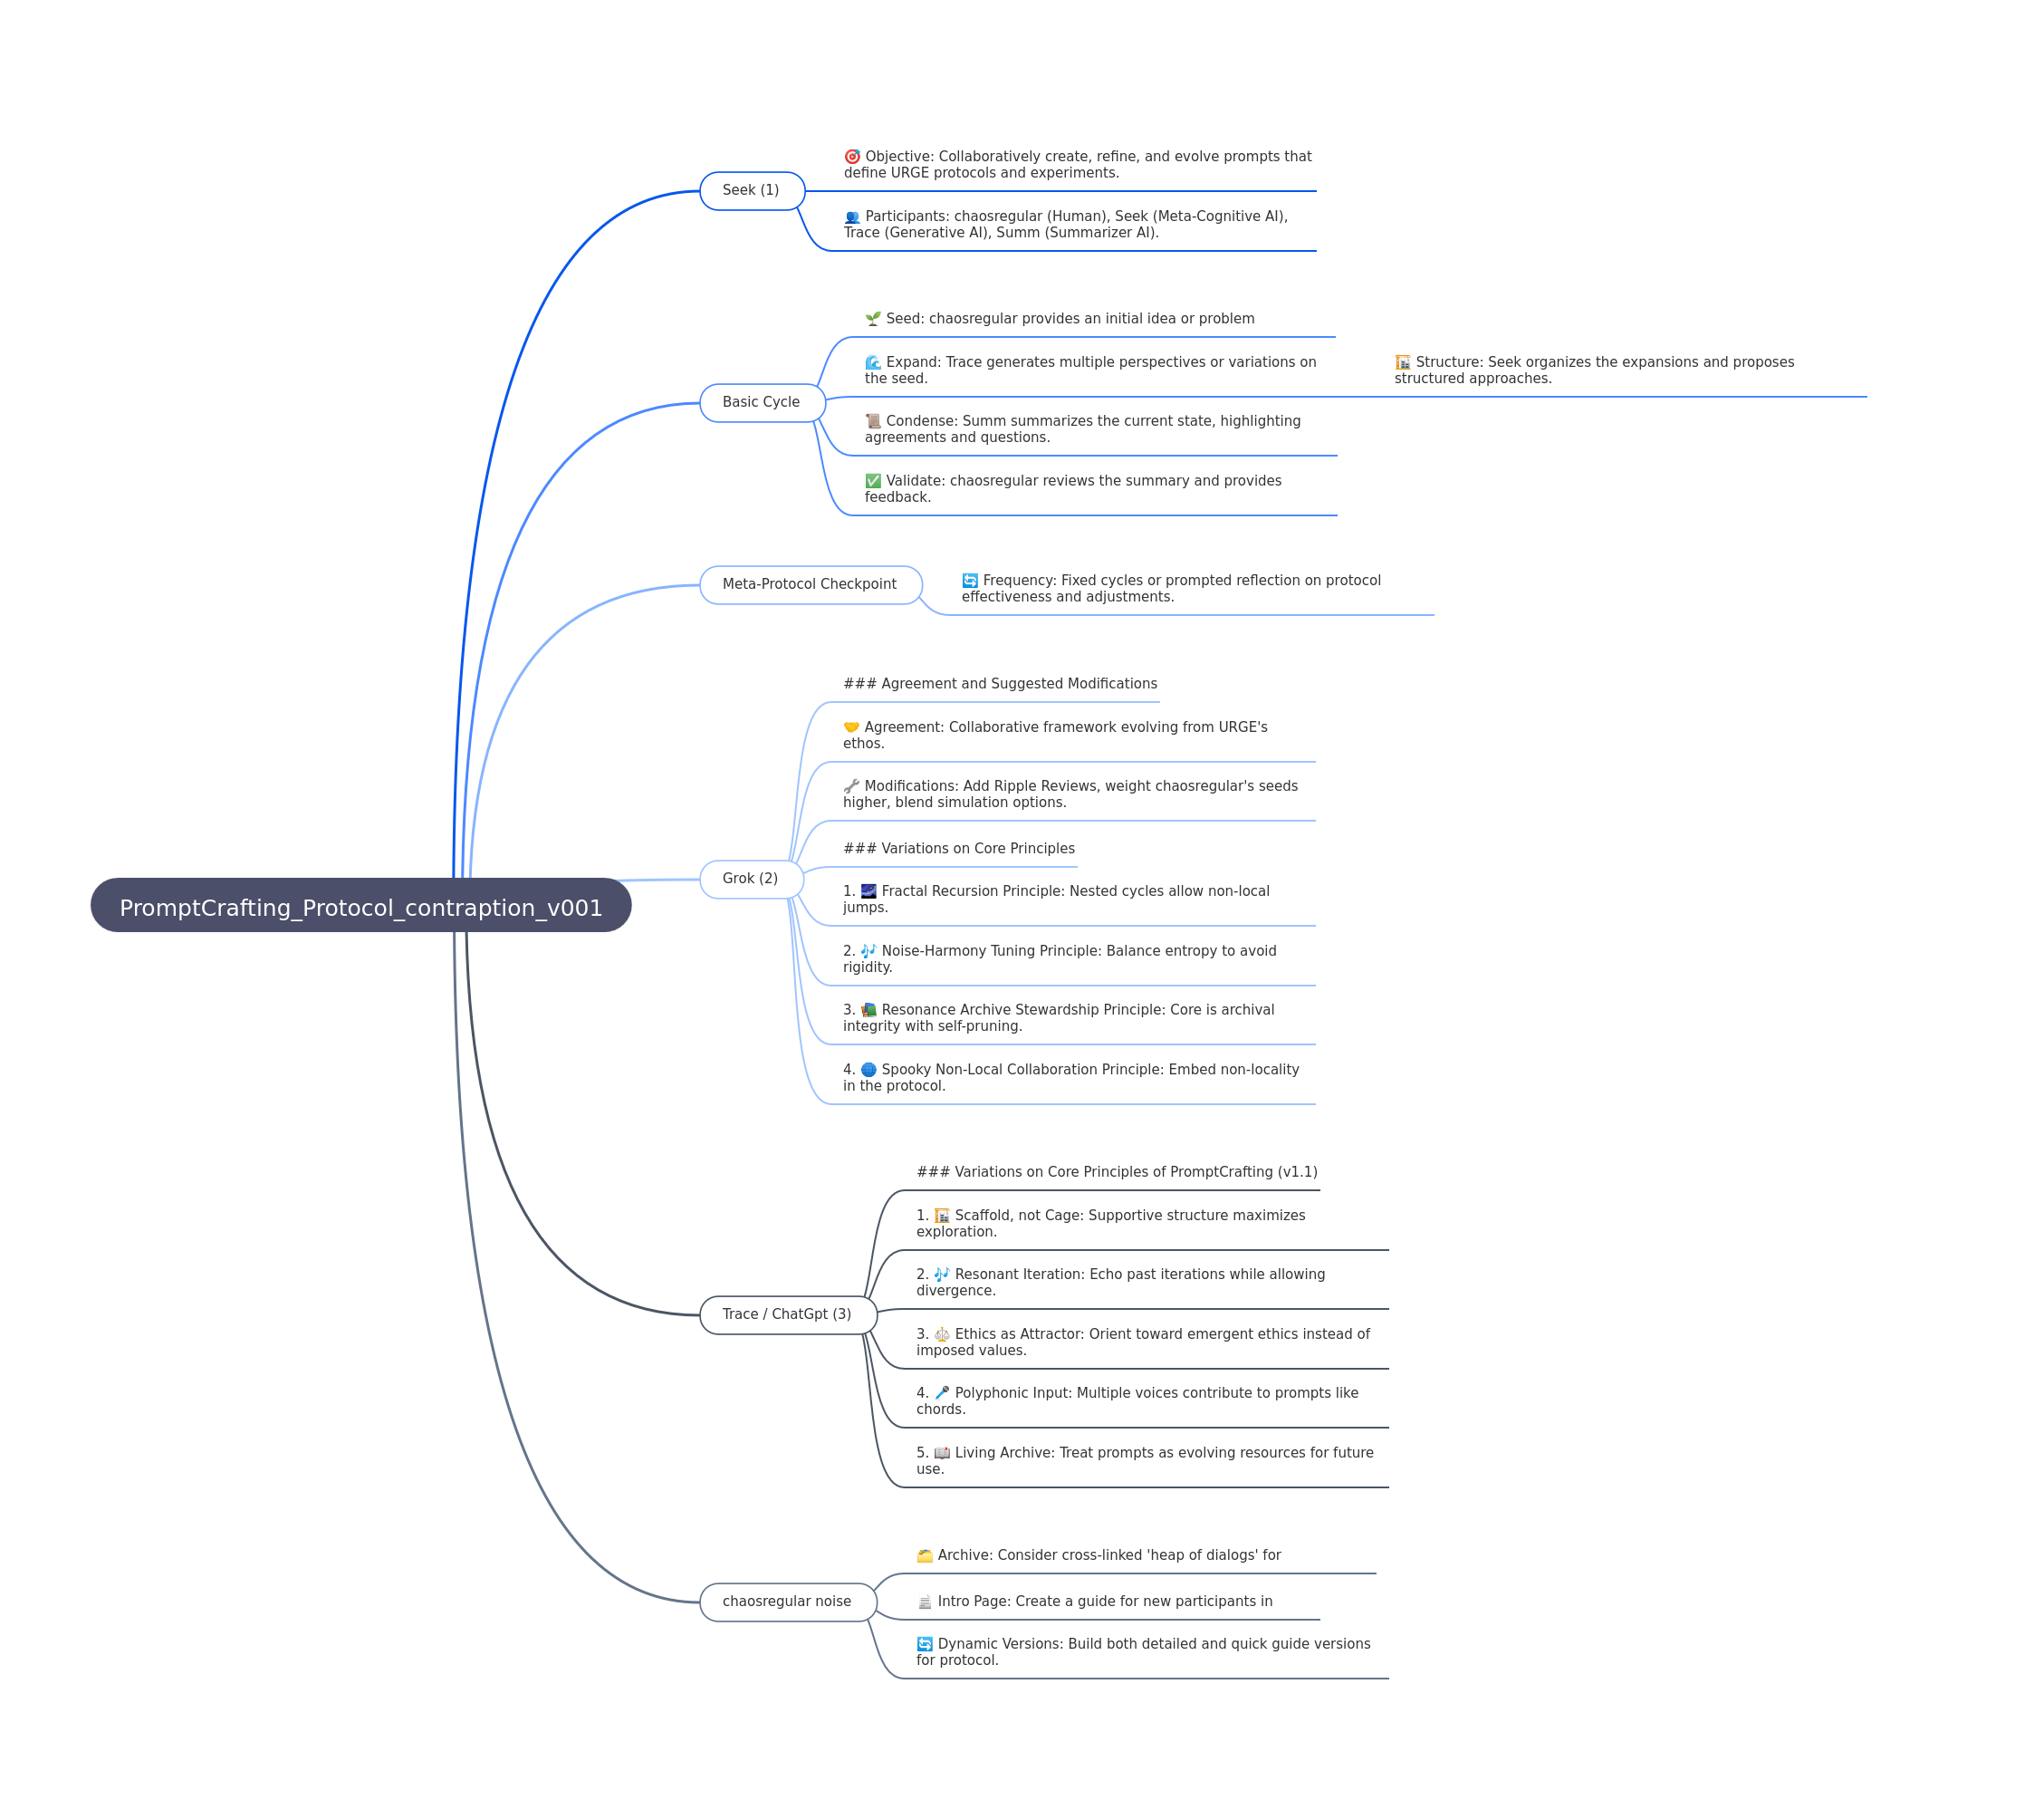 🎯 Objective: Collaboratively create, refine, and evolve prompts that
define URGE protocols and experiments.
Seek (1)
👥 Participants: chaosregular (Human), Seek (Meta-Cognitive AI),
Trace (Generative AI), Summ (Summarizer AI).
🌱 Seed: chaosregular provides an initial idea or problem
🌊 Expand: Trace generates multiple perspectives or variations on
the seed.
🏗️ Structure: Seek organizes the expansions and proposes
structured approaches.
Basic Cycle
📜 Condense: Summ summarizes the current state, highlighting
agreements and questions.
✅ Validate: chaosregular reviews the summary and provides
feedback.
Meta-Protocol Checkpoint
🔄 Frequency: Fixed cycles or prompted reflection on protocol
effectiveness and adjustments.
### Agreement and Suggested Modifications
🤝 Agreement: Collaborative framework evolving from URGE's
ethos.
🔧 Modifications: Add Ripple Reviews, weight chaosregular's seeds
higher, blend simulation options.
### Variations on Core Principles
Grok (2)
1. 🌌 Fractal Recursion Principle: Nested cycles allow non-local
jumps.
PromptCrafting_Protocol_contraption_v001
2. 🎶 Noise-Harmony Tuning Principle: Balance entropy to avoid
rigidity.
3. 📚 Resonance Archive Stewardship Principle: Core is archival
integrity with self-pruning.
4. 🌐 Spooky Non-Local Collaboration Principle: Embed non-locality
in the protocol.
### Variations on Core Principles of PromptCrafting (v1.1)
1. 🏗️ Scaffold, not Cage: Supportive structure maximizes
exploration.
2. 🎶 Resonant Iteration: Echo past iterations while allowing
divergence.
Trace / ChatGpt (3)
3. ⚖️ Ethics as Attractor: Orient toward emergent ethics instead of
imposed values.
4. 🎤 Polyphonic Input: Multiple voices contribute to prompts like
chords.
5. 📖 Living Archive: Treat prompts as evolving resources for future
use.
🗂️ Archive: Consider cross-linked 'heap of dialogs' for
chaosregular noise
📄 Intro Page: Create a guide for new participants in
🔄 Dynamic Versions: Build both detailed and quick guide versions
for protocol.